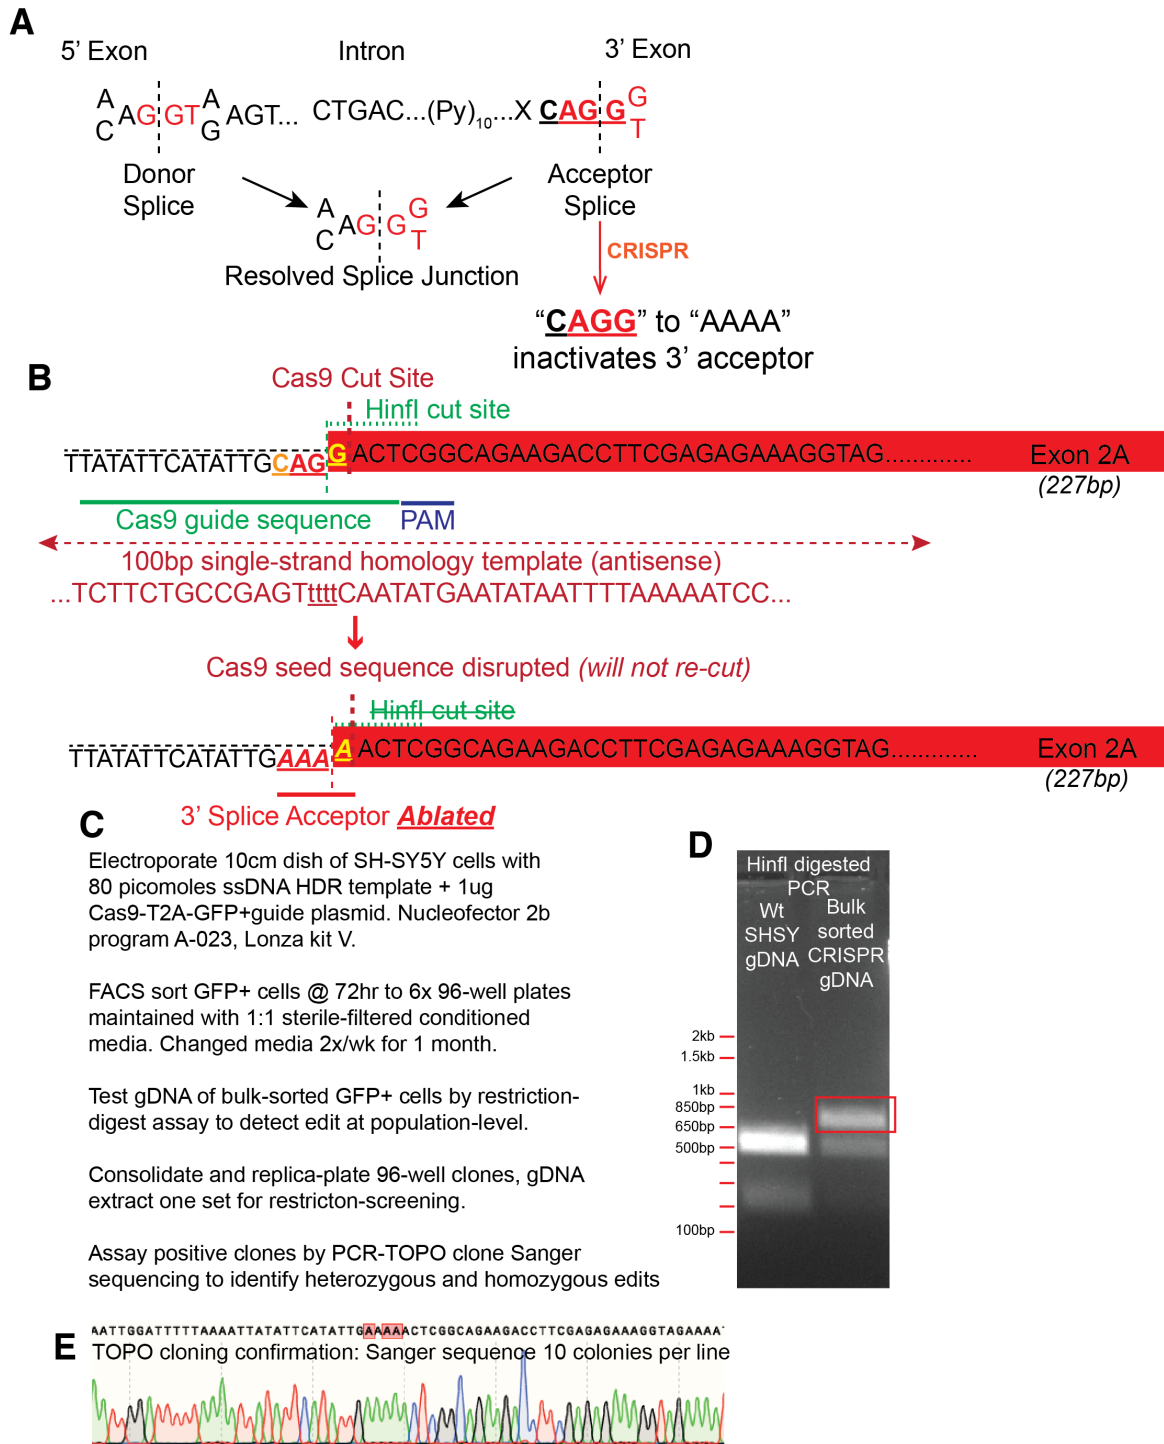 A
5' Exon Intron 3' Exon
A
C AG GT A
G AGT... CTGAC...(Py)10...X CAG G G
T
Donor
Splice
Acceptor
Splice
A
C AG G G
T
Resolved Splice Junction
CRISPR
“CAGG” to “AAAA”
inactivates 3' acceptor
B
Cas9 Cut Site
HinfI cut site
TTATATTCATATTGCAG G ACTCGGCAGAAGACCTTCGAGAGAAAGGTAG............. Exon 2A
(227bp)
Cas9 guide sequence PAM
100bp single-strand homology template (antisense)
...TCTTCTGCCGAGTttttCAATATGAATATAATTTTAAAAATCC...
Cas9 seed sequence disrupted (will not re-cut)
HinfI cut site
TTATATTCATATTGAAA A ACTCGGCAGAAGACCTTCGAGAGAAAGGTAG............. Exon 2A
(227bp)
3' Splice Acceptor Ablated
C
Electroporate 10cm dish of SH-SY5Y cells with
80 picomoles ssDNA HDR template + 1ug
Cas9-T2A-GFP+guide plasmid. Nucleofector 2b
program A-023, Lonza kit V.
FACS sort GFP+ cells @ 72hr to 6x 96-well plates
maintained with 1:1 sterile-filtered conditioned
media. Changed media 2x/wk for 1 month.
Test gDNA of bulk-sorted GFP+ cells by restriction-
digest assay to detect edit at population-level.
Consolidate and replica-plate 96-well clones, gDNA
extract one set for restricton-screening.
Assay positive clones by PCR-TOPO clone Sanger
sequencing to identify heterozygous and homozygous edits
D
HinfI digested
PCR
Wt
SHSY
gDNA
Bulk
sorted
CRISPR
gDNA
2kb
1.5kb
1kb
850bp
650bp
500bp
100bp
E
AATTGGATTTTTAAAATTATATTCATATTGAAAAACTCGGCAGAAGACCTTCGAGAGAAAGGTAGAAAA
TOPO cloning confirmation: Sanger sequence 10 colonies per line